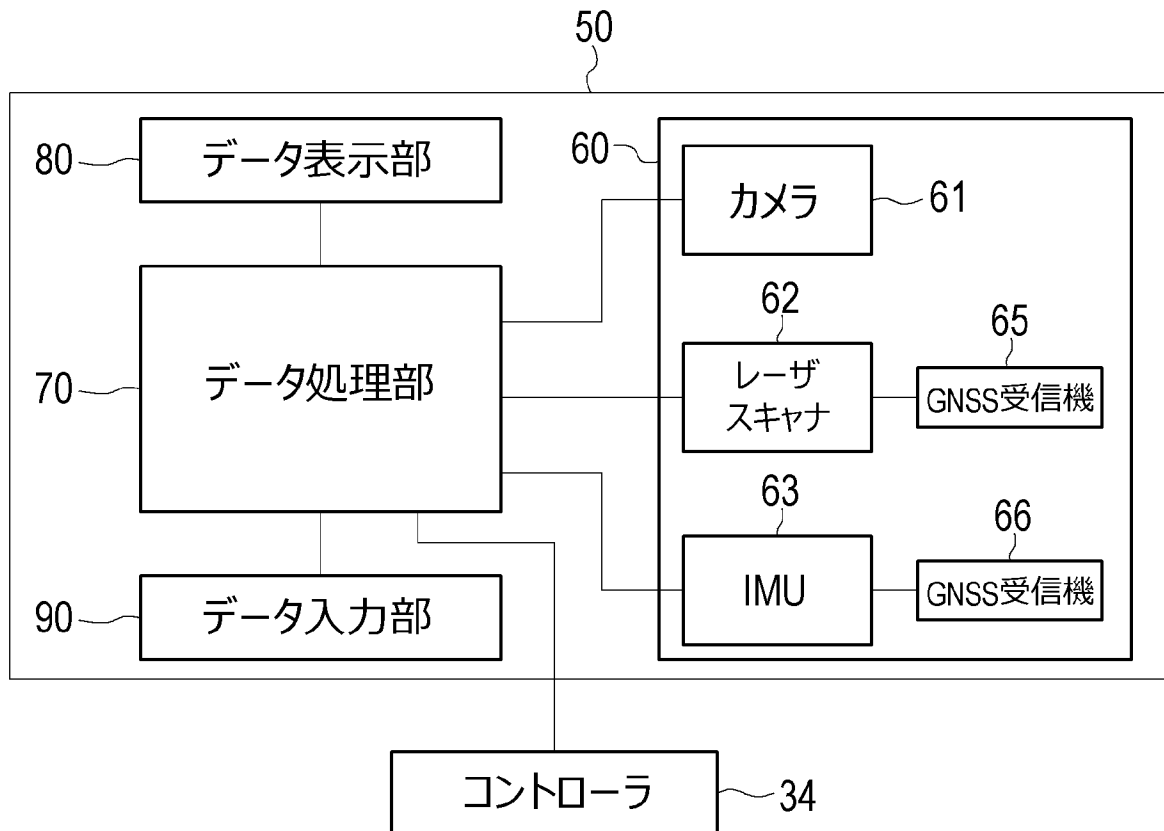 50
80
データ表示部
60
カメラ
61
62
65
70
データ処理部
レーザ
スキャナ
GNSS受信機
63
66
90
データ入力部
IMU
GNSS受信機
コントローラ
34